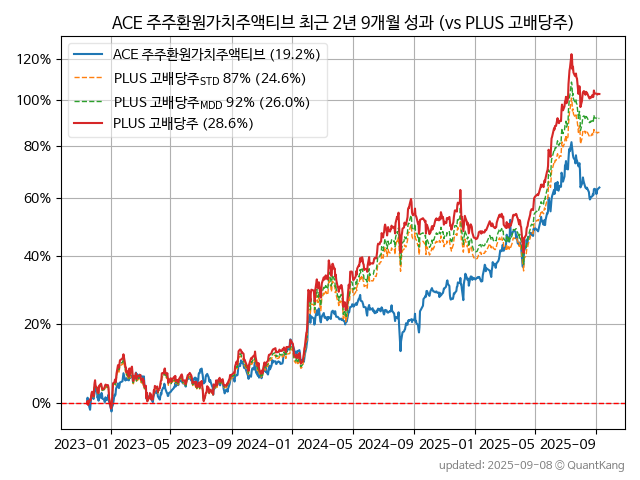 ACE 주주환원가치주액티브 최근 2년 9개월 성과 (vs PLUS 고배당주)
ACE 주주환원가치주액티브 (19.2%)
PLUS 고배당주STD 87% (24.6%)
PLUS 고배당주MDD 92% (26.0%)
PLUS 고배당주 (28.6%)
120%
100%
80%
60%
40%
20%
0%
2023-01 2023-05 2023-09 2024-01 2024-05 2024-09 2025-01 2025-05 2025-09
updated: 2025-09-08 © QuantKang